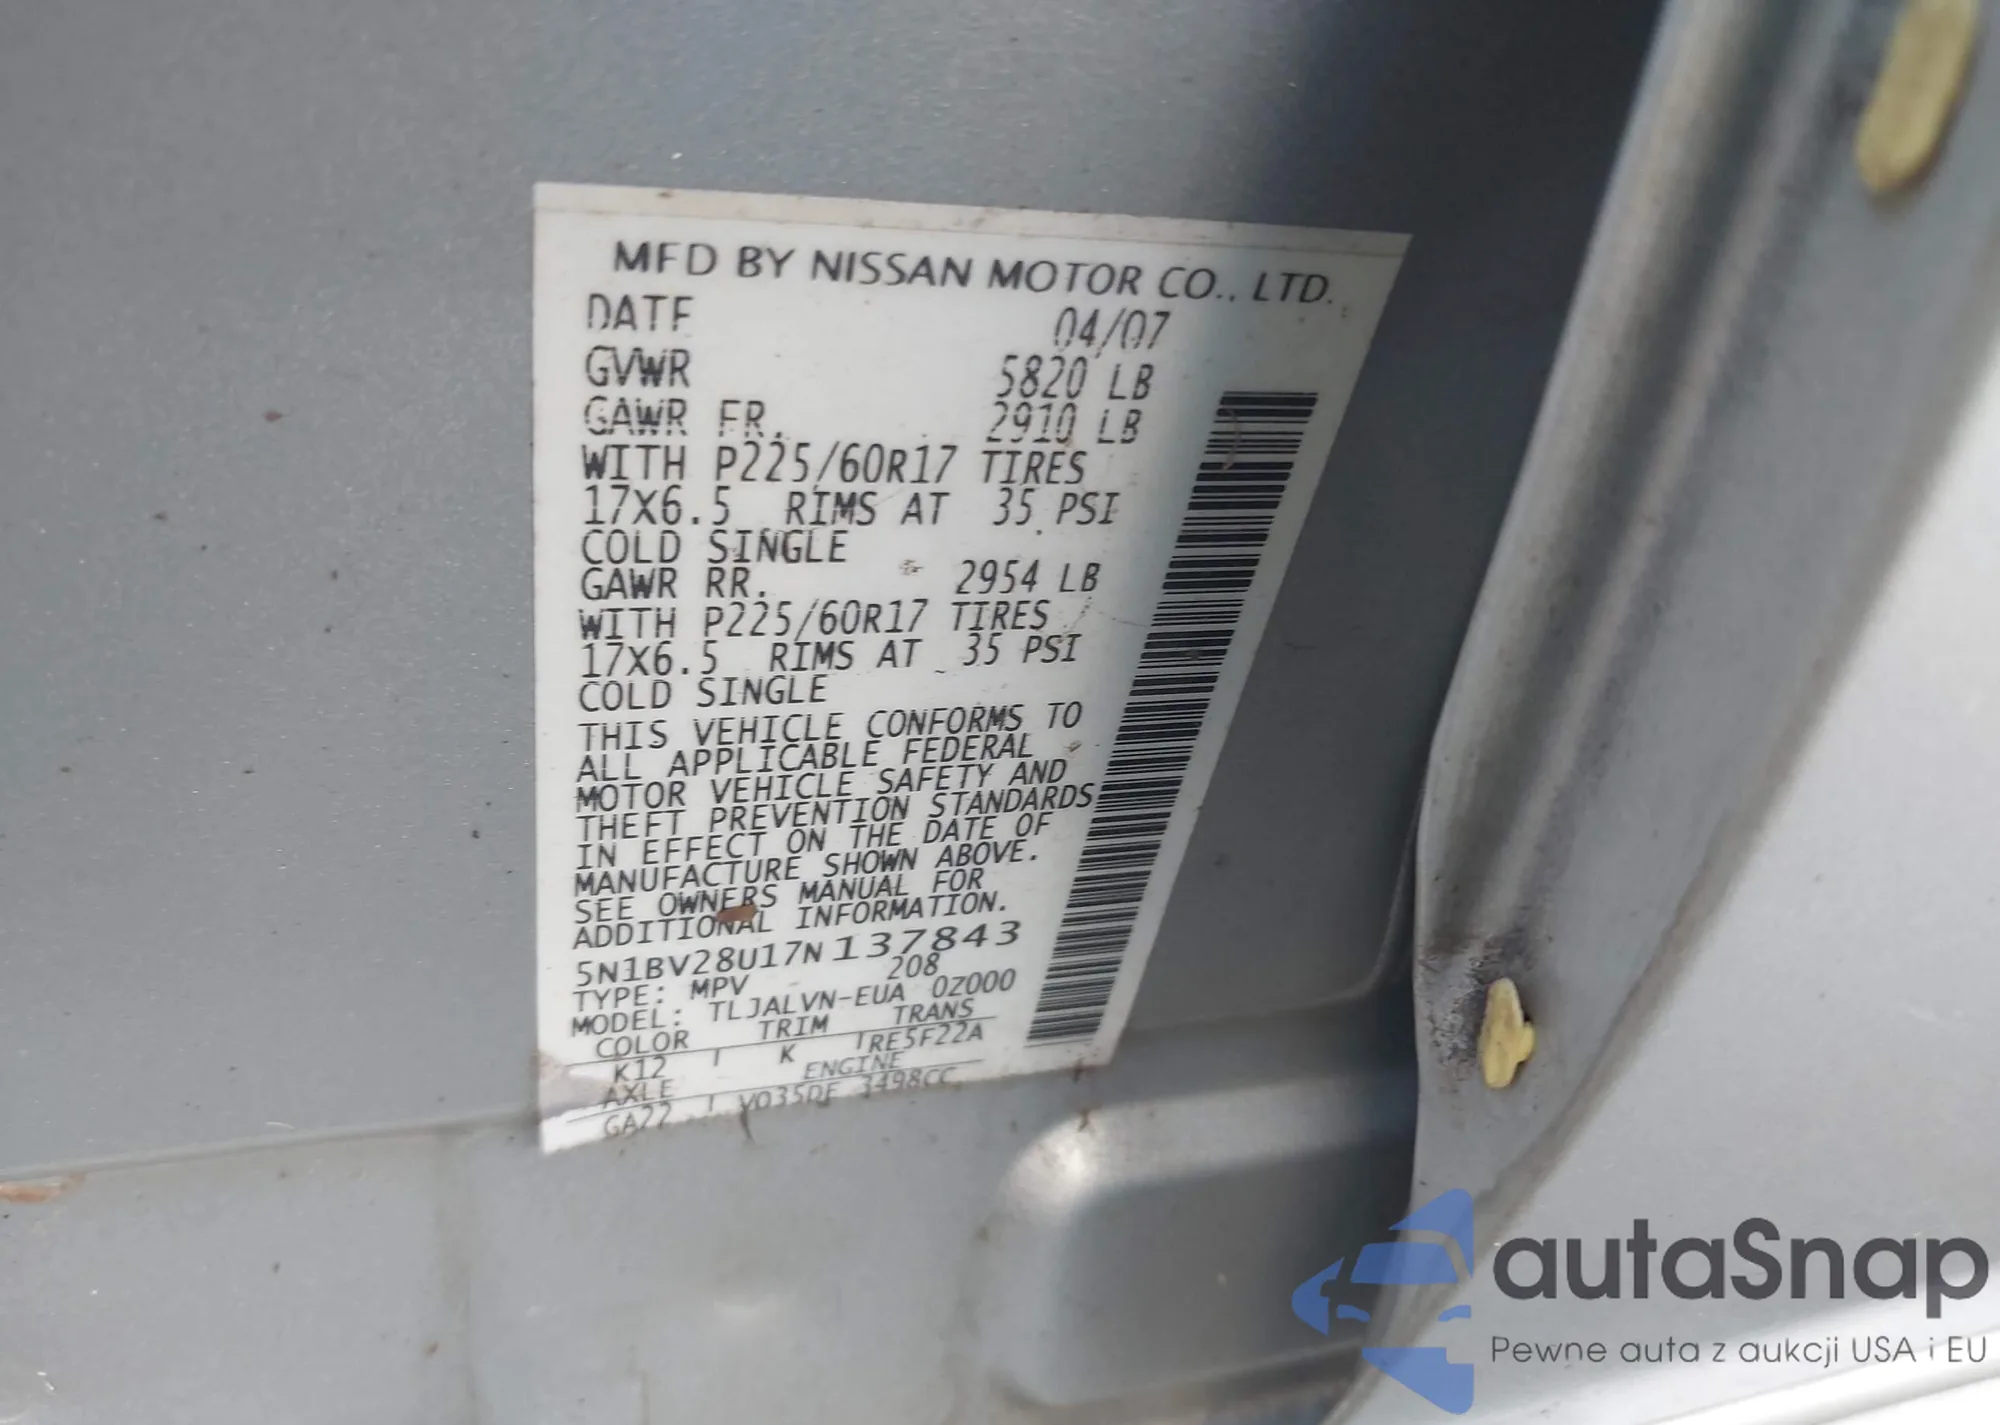 MFD BY NISSAN MOTOR CO., LTD.
DATE 04/07
GVWR 5820 LB
GAWR FR. 2910 LB
WITH P225/60R17 TIRES
17X6.5 RIMS AT 35 PSI
COLD SINGLE
GAWR RR. 2954 LB
WITH P225/60R17 TIRES
17X6.5 RIMS AT 35 PSI
COLD SINGLE
THIS VEHICLE CONFORMS TO
ALL APPLICABLE FEDERAL
MOTOR VEHICLE SAFETY AND
THEFT PREVENTION STANDARDS
IN EFFECT ON THE DATE OF
MANUFACTURE SHOWN ABOVE.
SEE OWNERS MANUAL FOR
ADDITIONAL INFORMATION.
5N1BV28U17N137843
TYPE: MPV 208
MODEL: TLJALVN-EUA 0Z000
COLOR TRIM TRANS
K12 K RE5F22A
AXLE ENGINE
GA22 VQ35DE 3498CC
autaSnap
Pewne auta z aukcji USA i EU